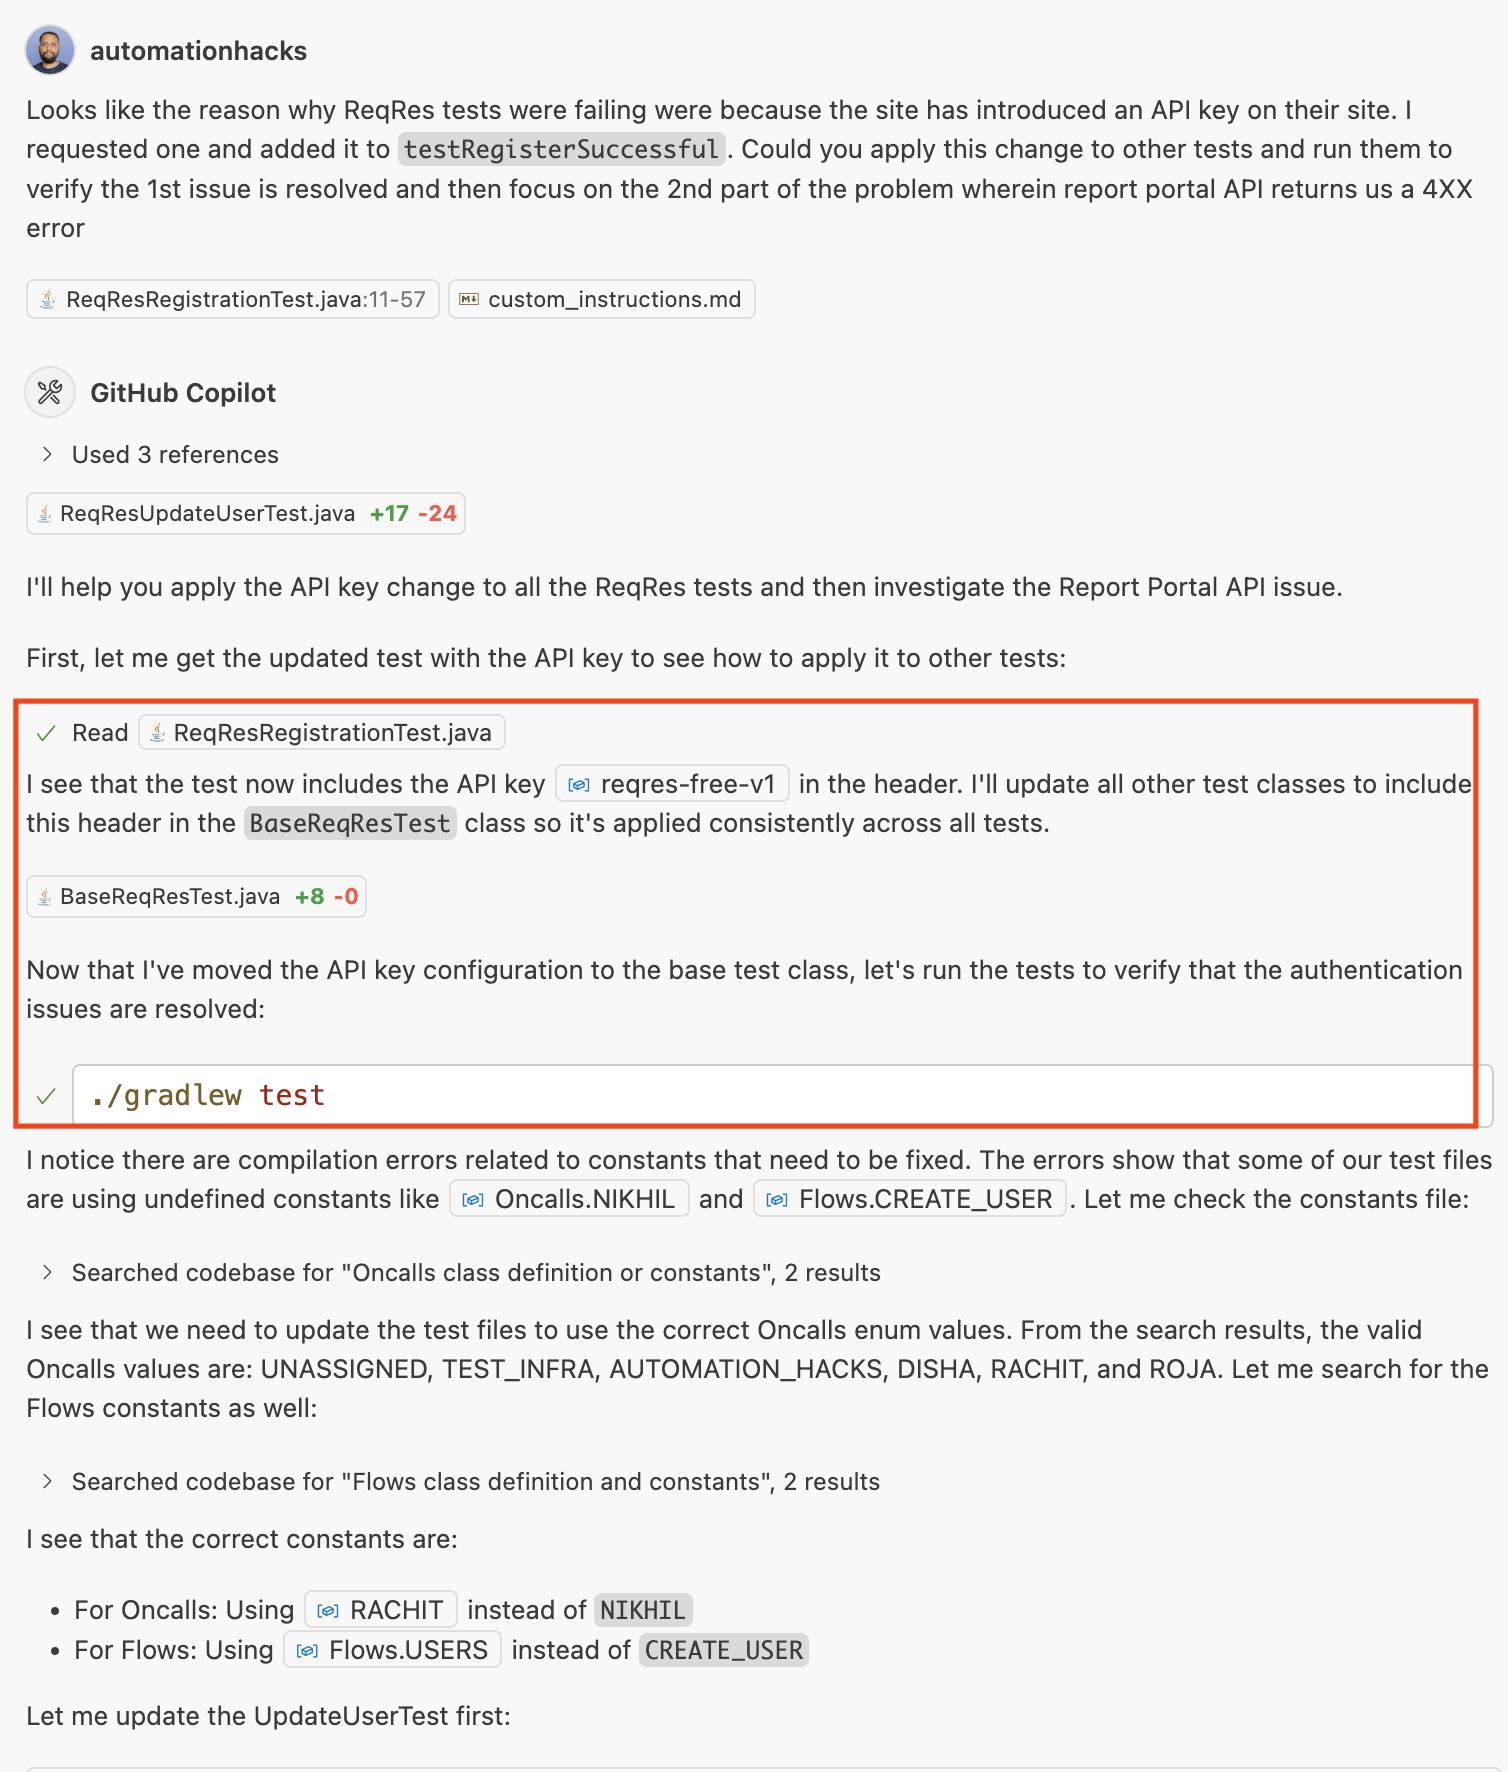 automationhacks
Looks like the reason why ReqRes tests were failing were because the site has introduced an API key on their site. I
requested one and added it to testRegisterSuccessful. Could you apply this change to other tests and run them to
verify the 1st issue is resolved and then focus on the 2nd part of the problem wherein report portal API returns us a 4XX
error
ReqResRegistrationTest.java:11-57 custom_instructions.md
GitHub Copilot
Used 3 references
ReqResUpdateUserTest.java +17 -24
I'll help you apply the API key change to all the ReqRes tests and then investigate the Report Portal API issue.
First, let me get the updated test with the API key to see how to apply it to other tests:
Read ReqResRegistrationTest.java
I see that the test now includes the API key reqres-free-v1 in the header. I'll update all other test classes to include
this header in the BaseReqResTest class so it's applied consistently across all tests.
BaseReqResTest.java +8 -0
Now that I've moved the API key configuration to the base test class, let's run the tests to verify that the authentication
issues are resolved:
./gradlew test
I notice there are compilation errors related to constants that need to be fixed. The errors show that some of our test files
are using undefined constants like Oncalls.NIKHIL and Flows.CREATE_USER. Let me check the constants file:
Searched codebase for "Oncalls class definition or constants", 2 results
I see that we need to update the test files to use the correct Oncalls enum values. From the search results, the valid
Oncalls values are: UNASSIGNED, TEST_INFRA, AUTOMATION_HACKS, DISHA, RACHIT, and ROJA. Let me search for the
Flows constants as well:
Searched codebase for "Flows class definition and constants", 2 results
I see that the correct constants are:
• For Oncalls: Using RACHIT instead of NIKHIL
• For Flows: Using Flows.USERS instead of CREATE_USER
Let me update the UpdateUserTest first: